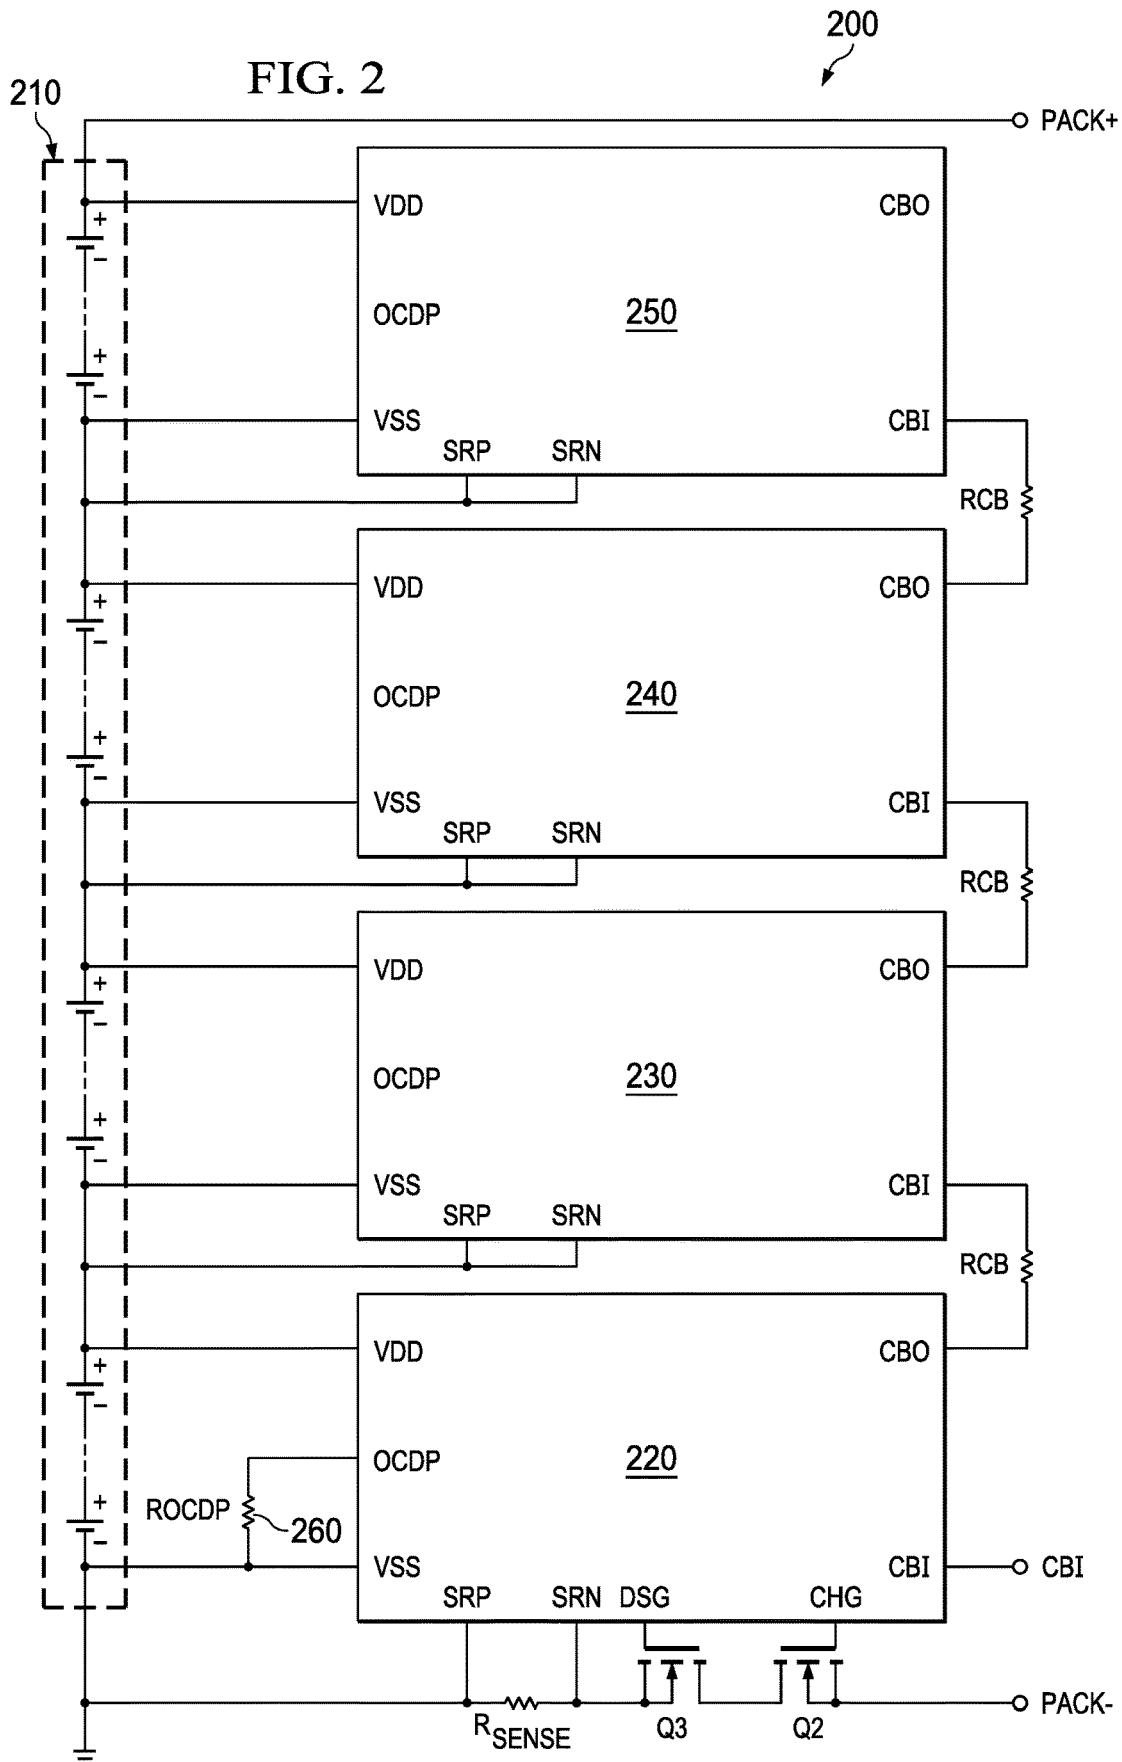 200
FIG. 2
210
PACK+
+
VDD
CBO
-
OCDP
250
+
-
VSS
CBI
SRP SRN
RCB
VDD
CBO
+
-
OCDP
240
+
-
VSS
CBI
SRP SRN
RCB
VDD
CBO
+
-
OCDP
230
+
-
VSS
CBI
SRP SRN
RCB
VDD
CBO
+
-
OCDP
220
+
ROCDP
260
-
VSS
CBI
CBI
SRP SRN DSG CHG
PACK-
RSENSE
Q3
Q2